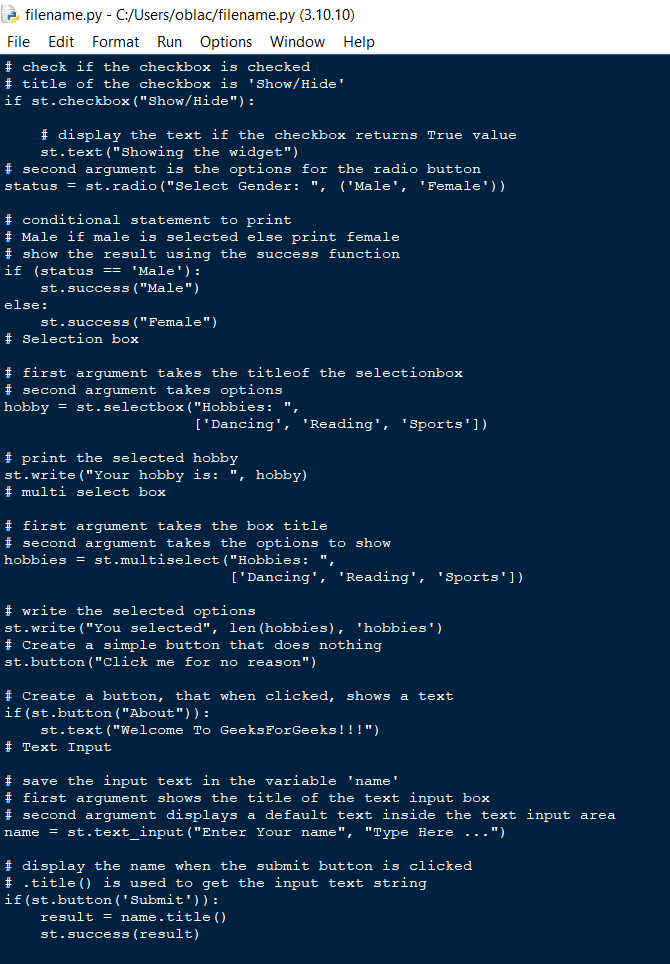 filename.py - C:/Users/oblac/filename.py (3.10.10)
File Edit Format Run Options Window Help
# check if the checkbox is checked
# title of the checkbox is 'Show/Hide'
if st.checkbox("Show/Hide"):

    # display the text if the checkbox returns True value
    st.text("Showing the widget")
# second argument is the options for the radio button
status = st.radio("Select Gender: ", ('Male', 'Female'))

# conditional statement to print
# Male if male is selected else print female
# show the result using the success function
if (status == 'Male'):
    st.success("Male")
else:
    st.success("Female")
# Selection box

# first argument takes the titleof the selectionbox
# second argument takes options
hobby = st.selectbox("Hobbies: ",
                     ['Dancing', 'Reading', 'Sports'])

# print the selected hobby
st.write("Your hobby is: ", hobby)
# multi select box

# first argument takes the box title
# second argument takes the options to show
hobbies = st.multiselect("Hobbies: ",
                         ['Dancing', 'Reading', 'Sports'])

# write the selected options
st.write("You selected", len(hobbies), 'hobbies')
# Create a simple button that does nothing
st.button("Click me for no reason")

# Create a button, that when clicked, shows a text
if(st.button("About")):
    st.text("Welcome To GeeksForGeeks!!!")
# Text Input

# save the input text in the variable 'name'
# first argument shows the title of the text input box
# second argument displays a default text inside the text input area
name = st.text_input("Enter Your name", "Type Here ...")

# display the name when the submit button is clicked
# .title() is used to get the input text string
if(st.button('Submit')):
    result = name.title()
    st.success(result)